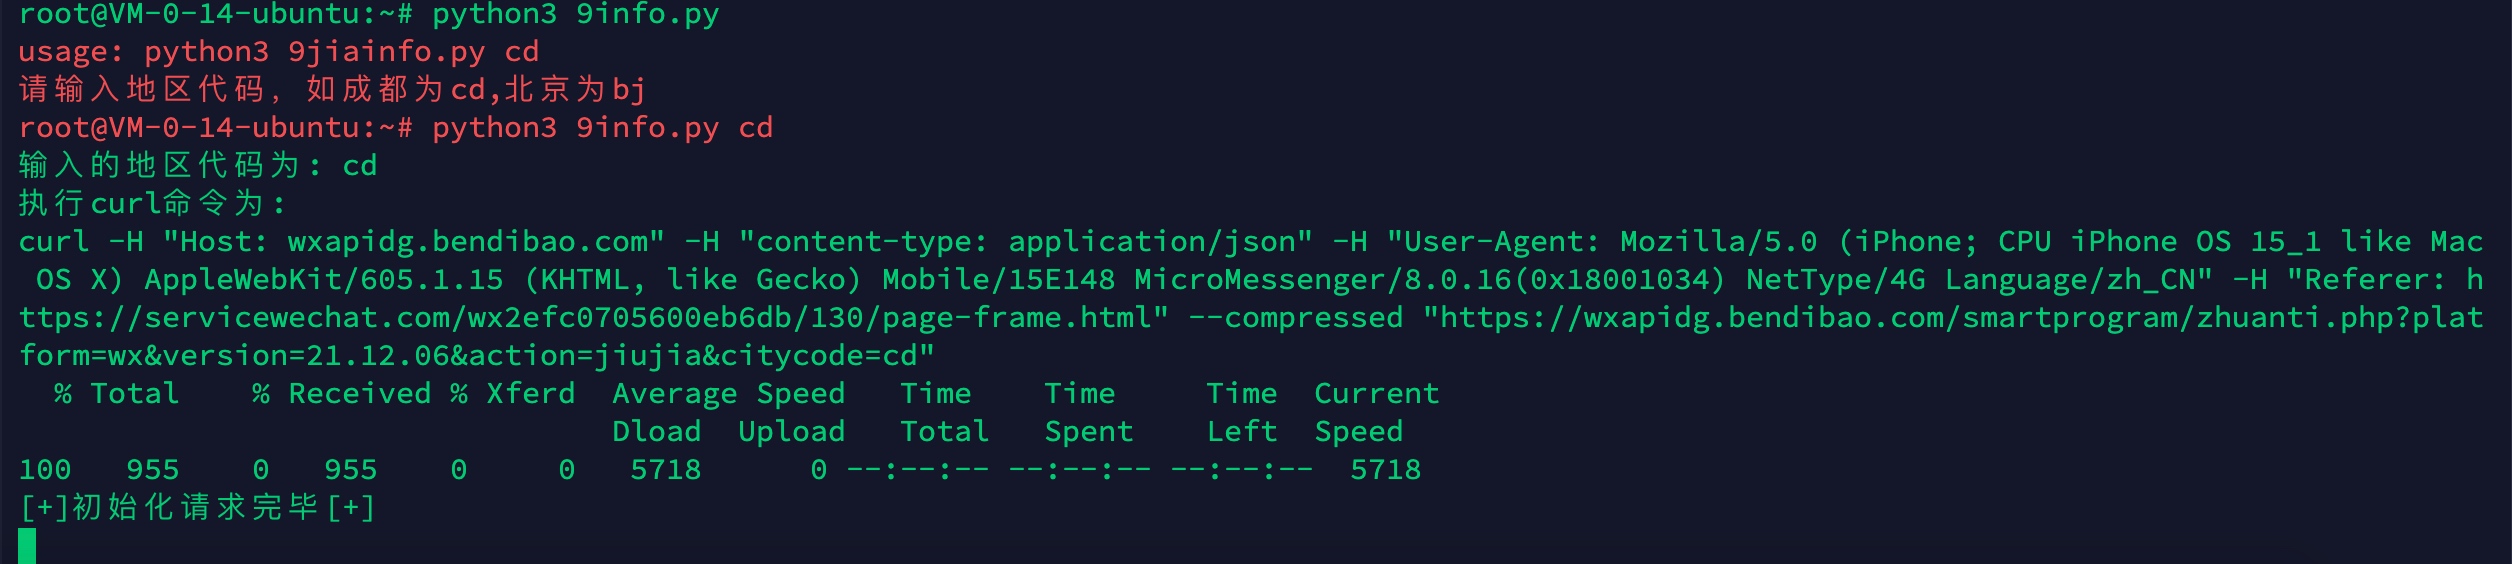 root@VM-0-14-ubuntu:~# python3 9info.py
usage: python3 9jiainfo.py cd
请输入地区代码，如成都为cd,北京为bj
root@VM-0-14-ubuntu:~# python3 9info.py cd
输入的地区代码为: cd
执行curl命令为:
curl -H "Host: wxapidg.bendibao.com" -H "content-type: application/json" -H "User-Agent: Mozilla/5.0 (iPhone; CPU iPhone OS 15_1 like Mac
 OS X) AppleWebKit/605.1.15 (KHTML, like Gecko) Mobile/15E148 MicroMessenger/8.0.16(0x18001034) NetType/4G Language/zh_CN" -H "Referer: h
ttps://servicewechat.com/wx2efc0705600eb6db/130/page-frame.html" --compressed "https://wxapidg.bendibao.com/smartprogram/zhuanti.php?plat
form=wx&version=21.12.06&action=jiujia&citycode=cd"
  % Total    % Received % Xferd  Average Speed   Time    Time     Time  Current
                                 Dload  Upload   Total   Spent    Left  Speed
100   955    0   955    0     0   5718      0 --:--:-- --:--:-- --:--:--  5718
[+]初始化请求完毕[+]